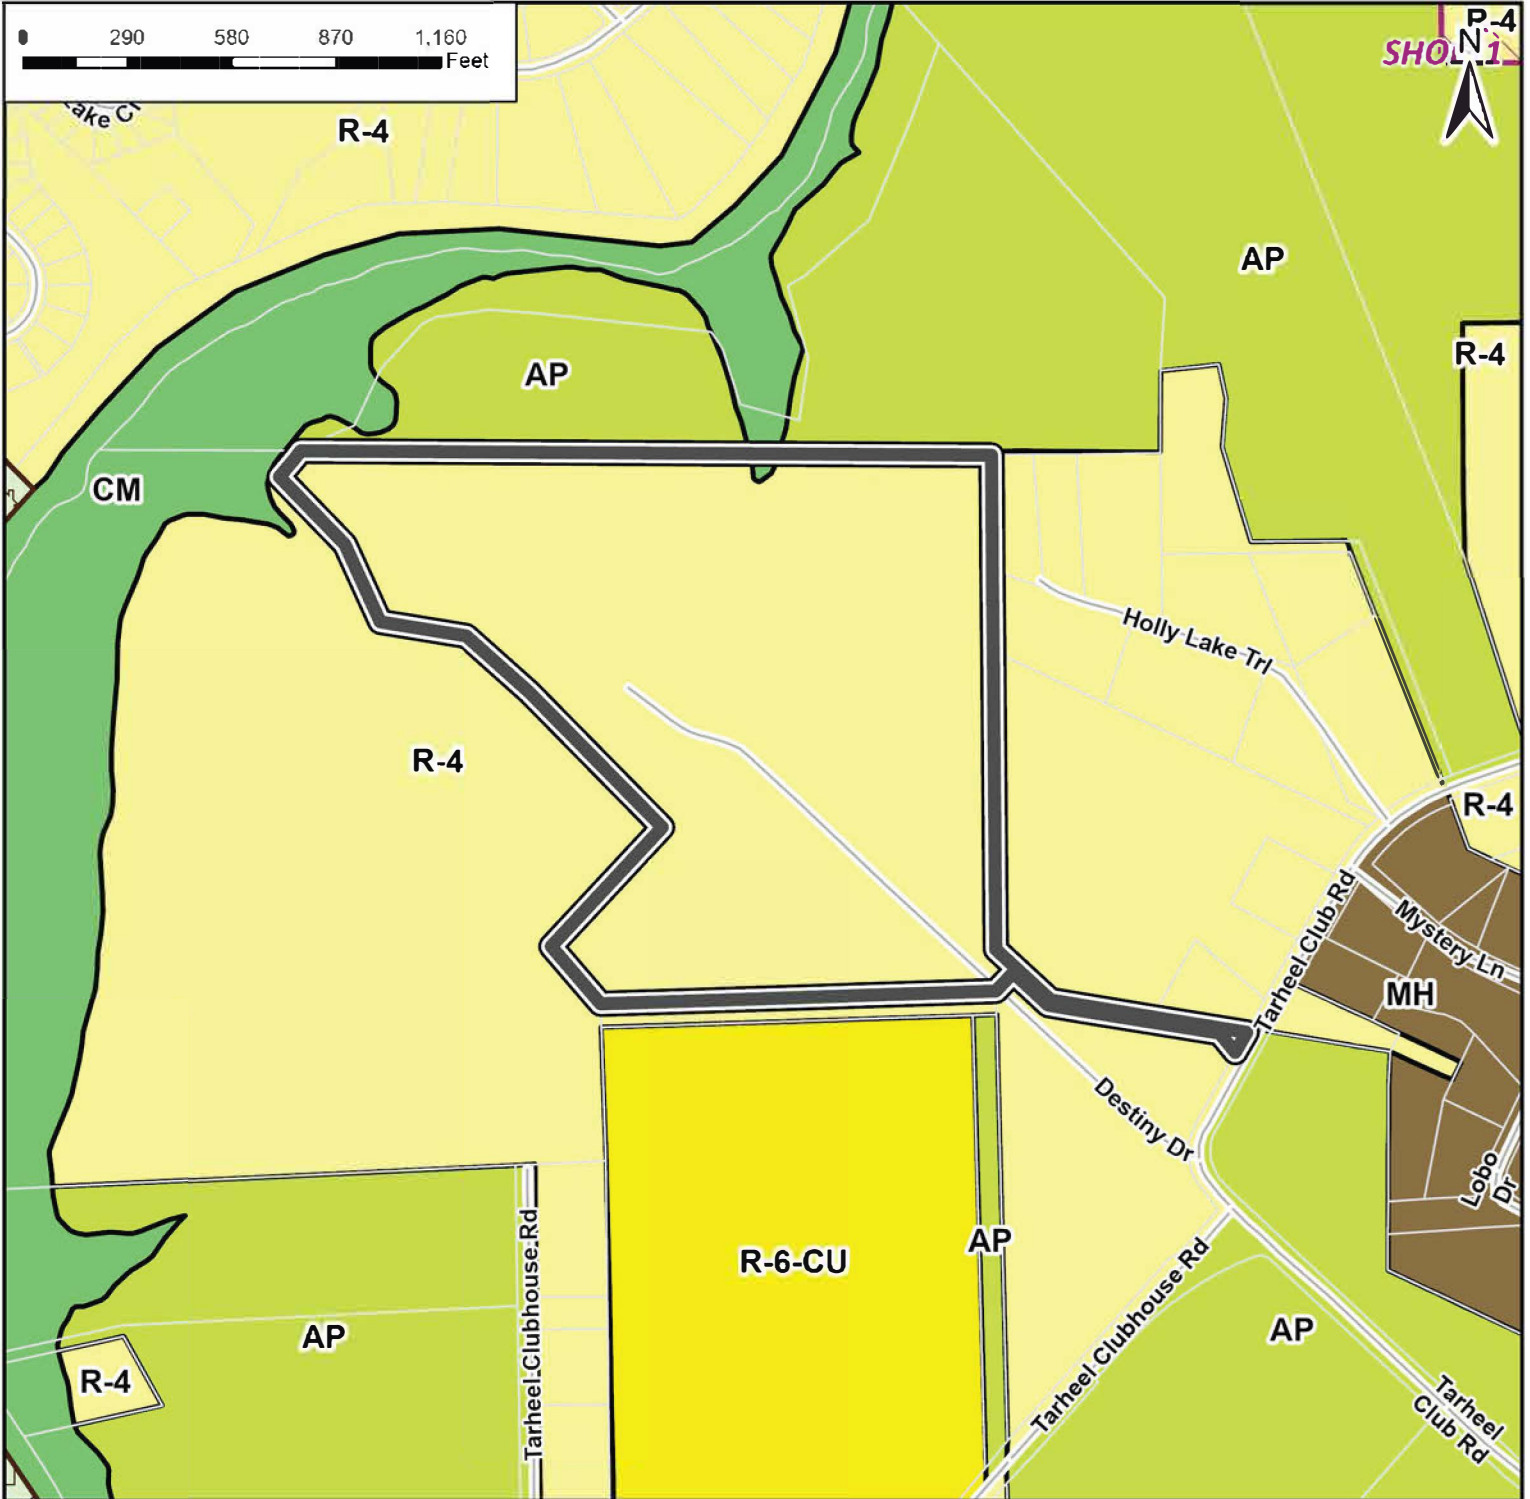 0 290 580 870 1,160
Feet
R-4
N
R-4
Lake
AP
R-4
AP
CM
Holly Lake Trl
R-4
R-4
Tarheel Club Rd
Mystery Ln
MH
Destiny Dr
Lobo
Dr
Tarheel Clubhouse Rd
R-6-CU
AP
Tarheel Clubhouse Rd
AP
AP
R-4
Tarheel
Club Rd